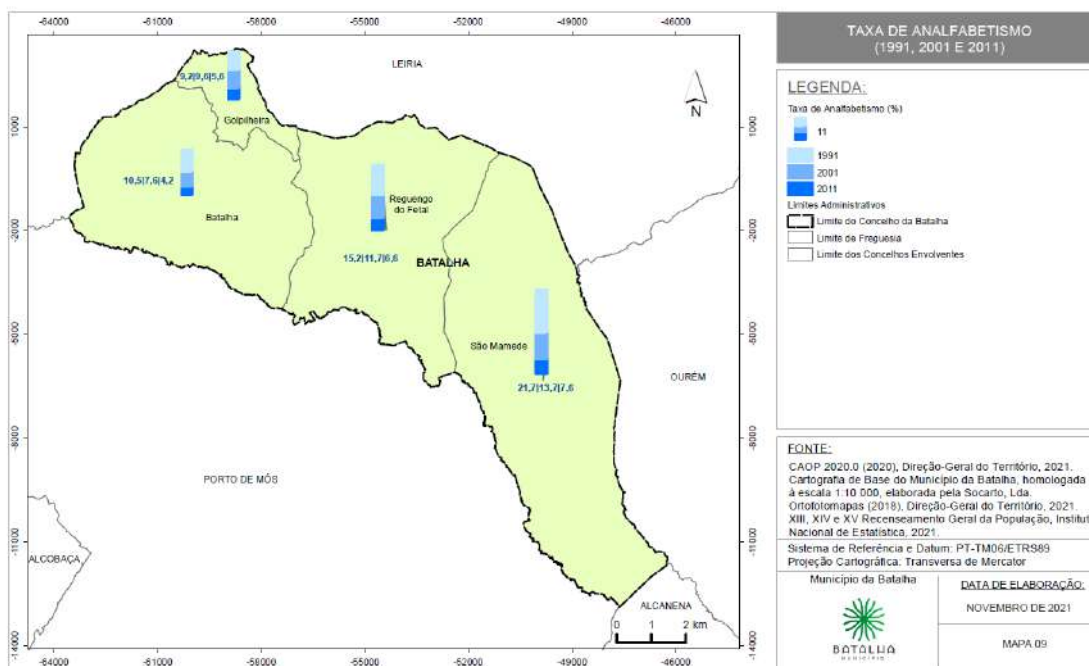 -64000 -61000 -58000 -55000 -52000 -49000 -46000
TAXA DE ANALFABETISMO
(1991, 2001 E 2011)
LEIRIA
N
9,2|9,6|5,6
Golpilheira
10,5|7,6|4,2
Batalha
Reguengo
do Fetal
15,2|11,7|6,6
BATALHA
São Mamede
21,7|13,7|7,6
OURÉM
PORTO DE MÓS
ALCOBAÇA
ALCANENA
0 1 2 km
1000
-2000
-5000
-8000
-11000
-14000
1000
-2000
-5000
-8000
-11000
-14000
-64000 -61000 -58000 -55000 -52000 -49000 -46000
LEGENDA:
Taxa de Analfabetismo (%)
11
1991
2001
2011
Limites Administrativos
Limite do Concelho da Batalha
Limite de Freguesia
Limite dos Concelhos Envolventes
FONTE:
CAOP 2020.0 (2020), Direção-Geral do Território, 2021.
Cartografia de Base do Município da Batalha, homologada
à escala 1:10 000, elaborada pela Socarto, Lda.
Ortofotomapas (2018), Direção-Geral do Território, 2021.
XIII, XIV e XV Recenseamento Geral da População, Institut
Nacional de Estatística, 2021.
Sistema de Referência e Datum: PT-TM06/ETRS89
Projeção Cartográfica: Transversa de Mercator
Município da Batalha
BATALHA
MUNICÍPIO
DATA DE ELABORAÇÃO:
NOVEMBRO DE 2021
MAPA 09